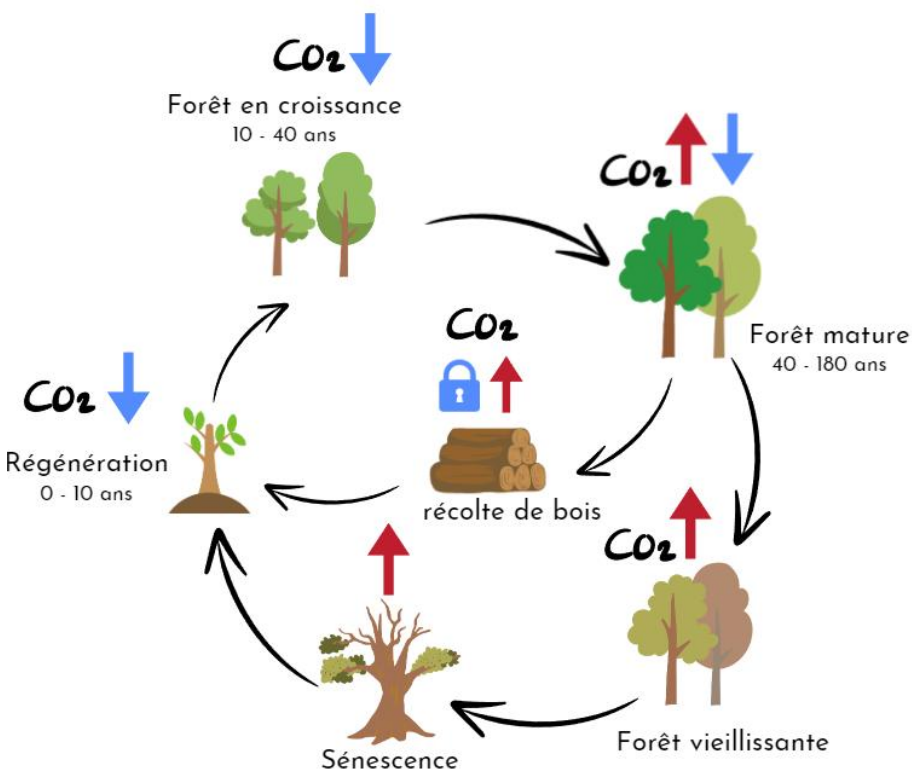 CO2
Forêt en croissance
10 - 40 ans
CO2
Forêt mature
40 - 180 ans
CO2
récolte de bois
CO2
Régénération
0 - 10 ans
CO2
Forêt vieillissante
Sénescence